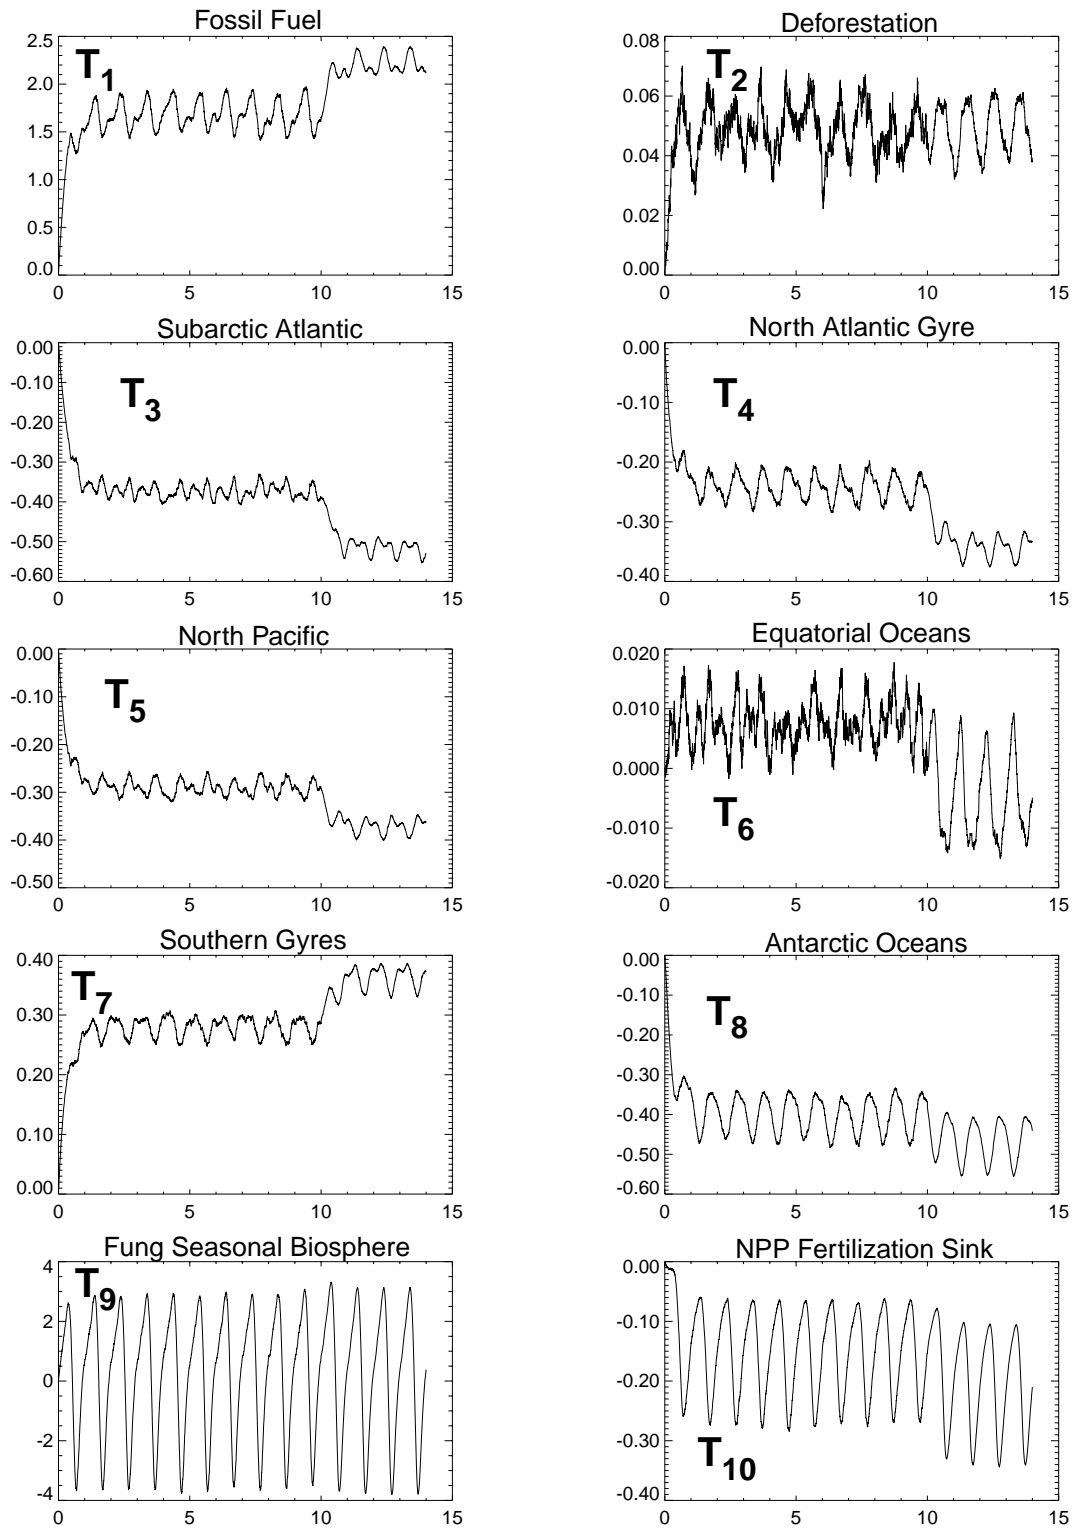 Fossil Fuel
T1
2.5
2.0
1.5
1.0
0.5
0.0
0 5 10 15
Deforestation
T2
0.08
0.06
0.04
0.02
0.00
0 5 10 15
Subarctic Atlantic
T3
0.00
-0.10
-0.20
-0.30
-0.40
-0.50
-0.60
0 5 10 15
North Atlantic Gyre
T4
0.00
-0.10
-0.20
-0.30
-0.40
0 5 10 15
North Pacific
T5
0.00
-0.10
-0.20
-0.30
-0.40
-0.50
0 5 10 15
Equatorial Oceans
T6
0.020
0.010
0.000
-0.010
-0.020
0 5 10 15
Southern Gyres
T7
0.40
0.30
0.20
0.10
0.00
0 5 10 15
Antarctic Oceans
T8
0.00
-0.10
-0.20
-0.30
-0.40
-0.50
-0.60
0 5 10 15
Fung Seasonal Biosphere
T9
4
2
0
-2
-4
0 5 10 15
NPP Fertilization Sink
T10
0.00
-0.10
-0.20
-0.30
-0.40
0 5 10 15